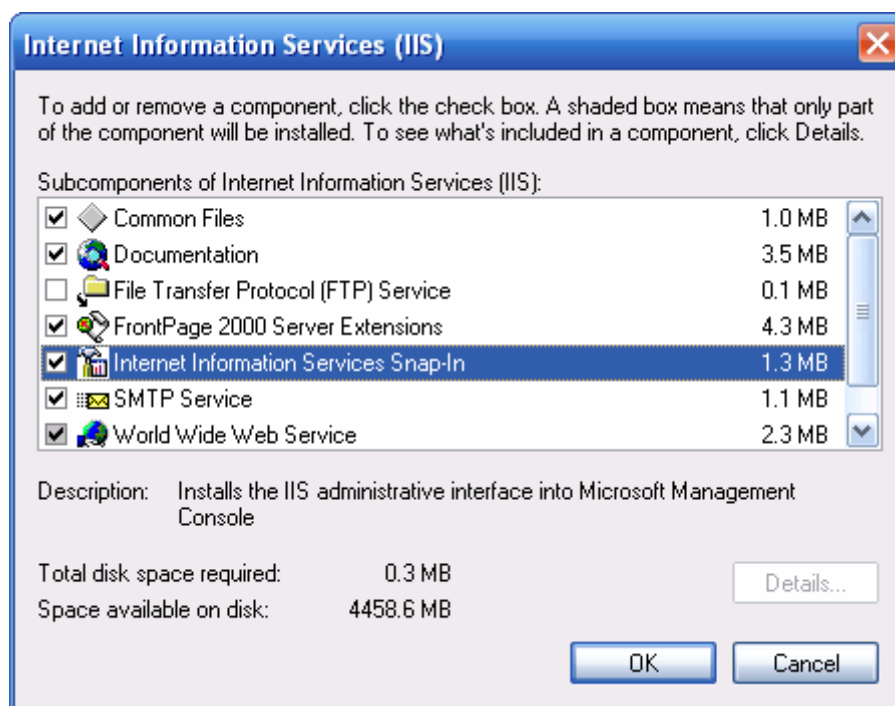 Internet Information Services (IIS)
To add or remove a component, click the check box. A shaded box means that only part
of the component will be installed. To see what's included in a component, click Details.
Subcomponents of Internet Information Services (IIS):
Common Files 1.0 MB
Documentation 3.5 MB
File Transfer Protocol (FTP) Service 0.1 MB
FrontPage 2000 Server Extensions 4.3 MB
Internet Information Services Snap-In 1.3 MB
SMTP Service 1.1 MB
World Wide Web Service 2.3 MB
Description: Installs the IIS administrative interface into Microsoft Management
Console
Total disk space required: 0.3 MB
Space available on disk: 4458.6 MB
Details...
OK Cancel